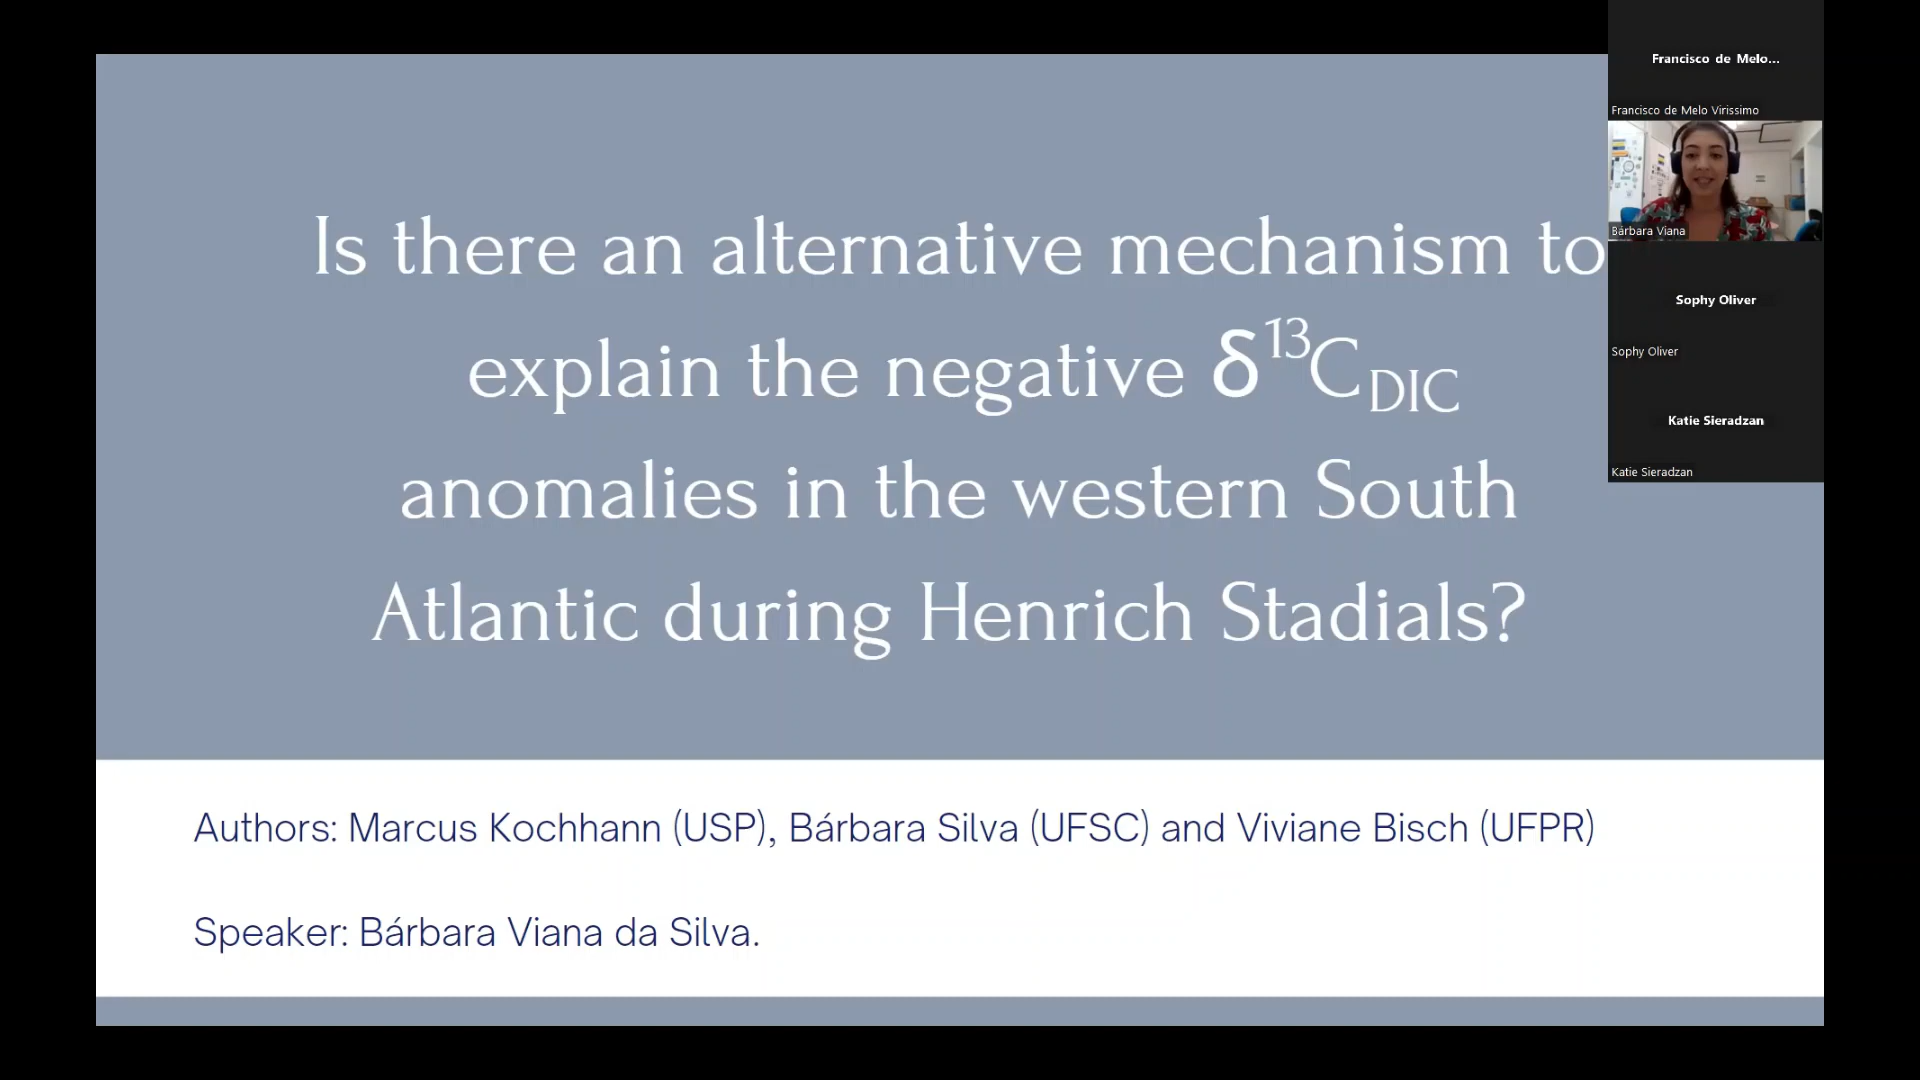 Is there an alternative mechanism to
explain the negative δ¹³C_DIC
anomalies in the western South
Atlantic during Henrich Stadials?
Authors: Marcus Kochhann (USP), Bárbara Silva (UFSC) and Viviane Bisch (UFPR)
Speaker: Bárbara Viana da Silva.
Francisco de Melo...
Francisco de Melo Virissimo
Bárbara Viana
Sophy Oliver
Sophy Oliver
Katie Sieradzan
Katie Sieradzan